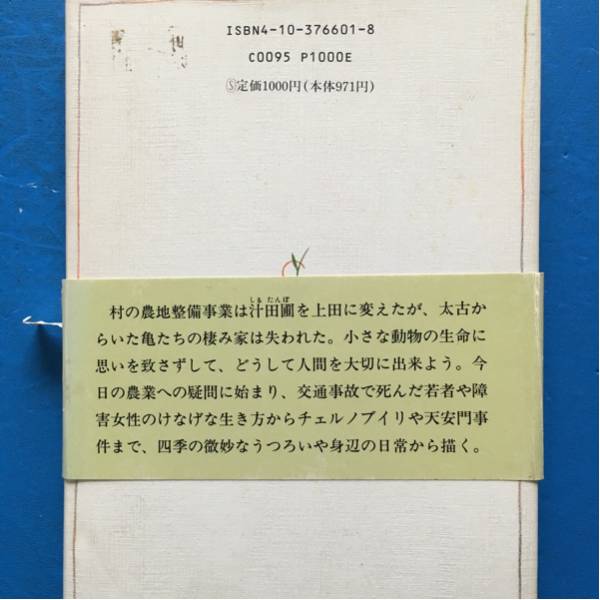 ISBN4-10-376601-8
C0095 P1000E
Ⓢ定価1000円(本体971円)
しる たんぼ
村の農地整備事業は汁田圃を上田に変えたが、太古か
らいた亀たちの棲み家は失われた。小さな動物の生命に
思いを致さずして、どうして人間を大切に出来よう。今
日の農業への疑問に始まり、交通事故で死んだ若者や障
害女性のけなげな生き方からチェルノブイリや天安門事
件まで、四季の微妙なうつろいや身辺の日常から描く。